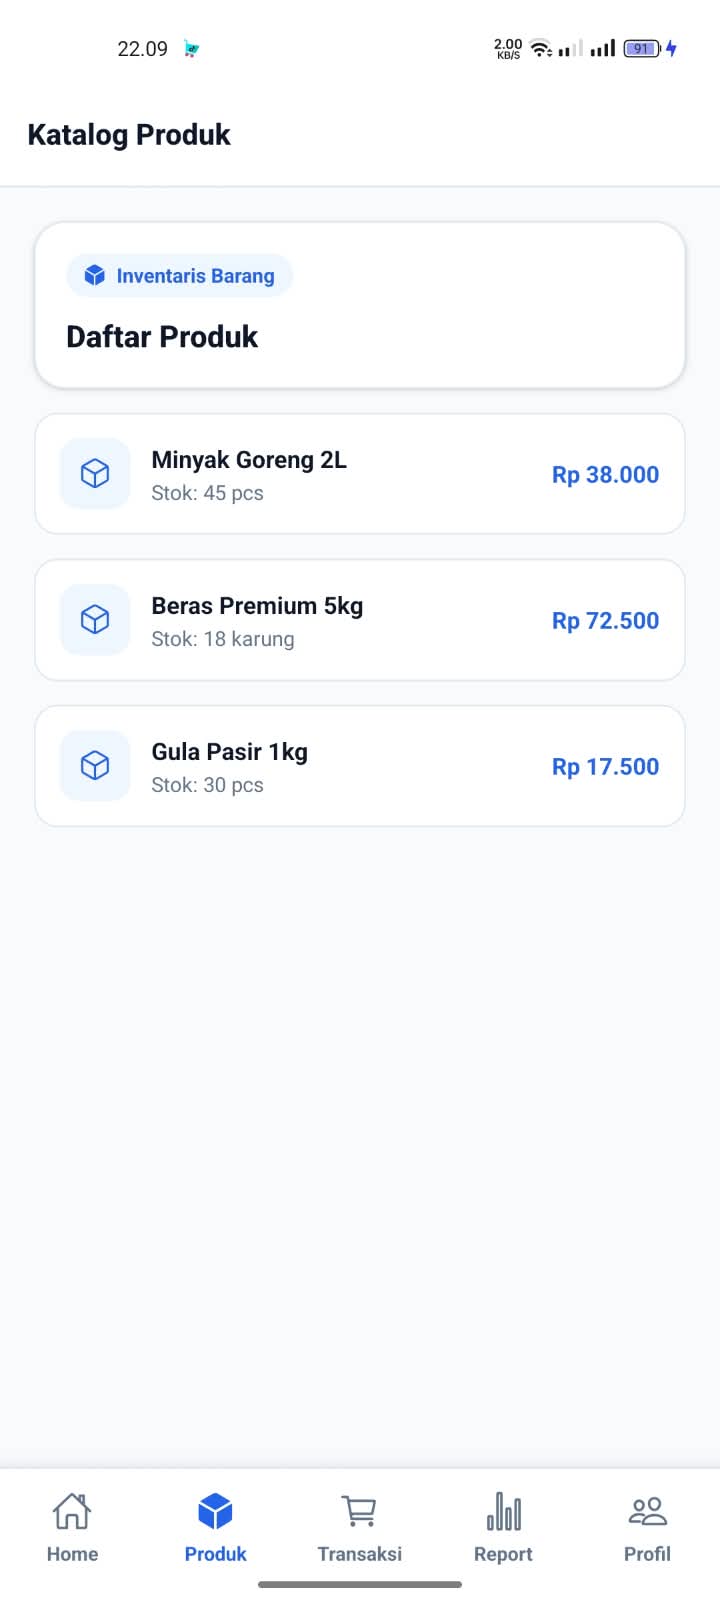 22.09
2.00
KB/S
91
Katalog Produk
Inventaris Barang
Daftar Produk
Minyak Goreng 2L
Stok: 45 pcs
Rp 38.000
Beras Premium 5kg
Stok: 18 karung
Rp 72.500
Gula Pasir 1kg
Stok: 30 pcs
Rp 17.500
Home
Produk
Transaksi
Report
Profil